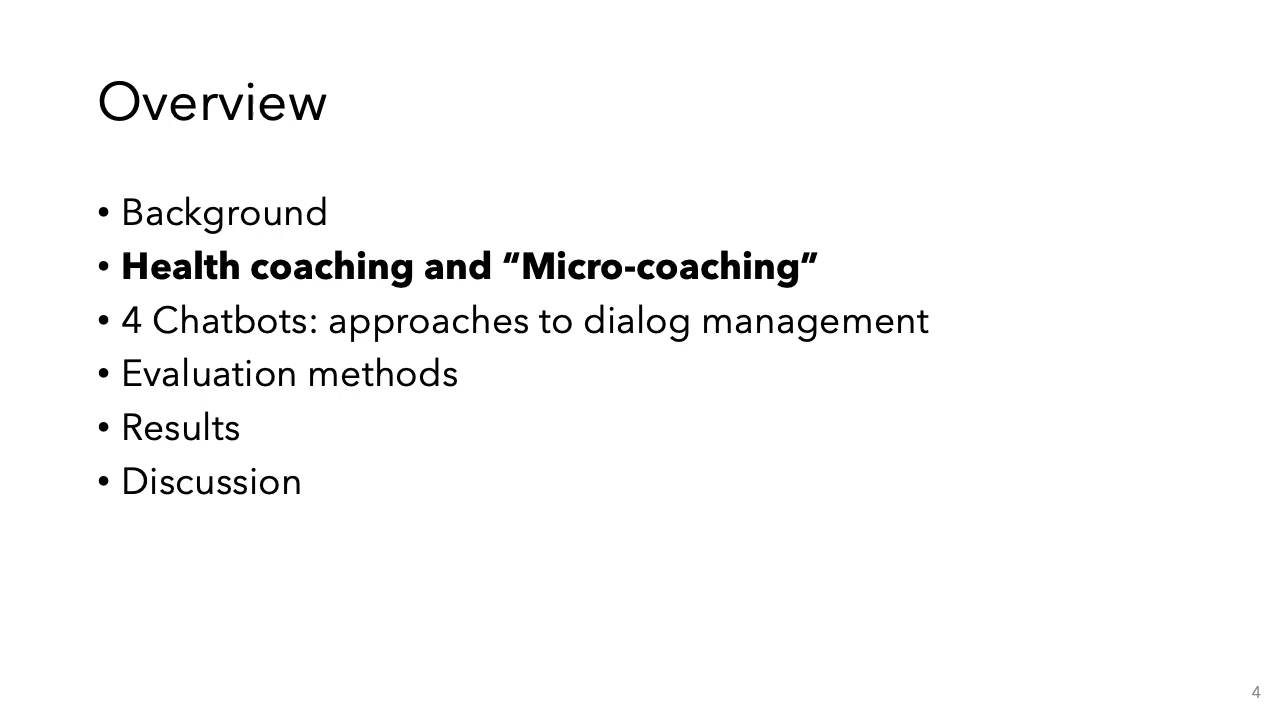 Overview
• Background
• Health coaching and “Micro-coaching”
• 4 Chatbots: approaches to dialog management
• Evaluation methods
• Results
• Discussion
4